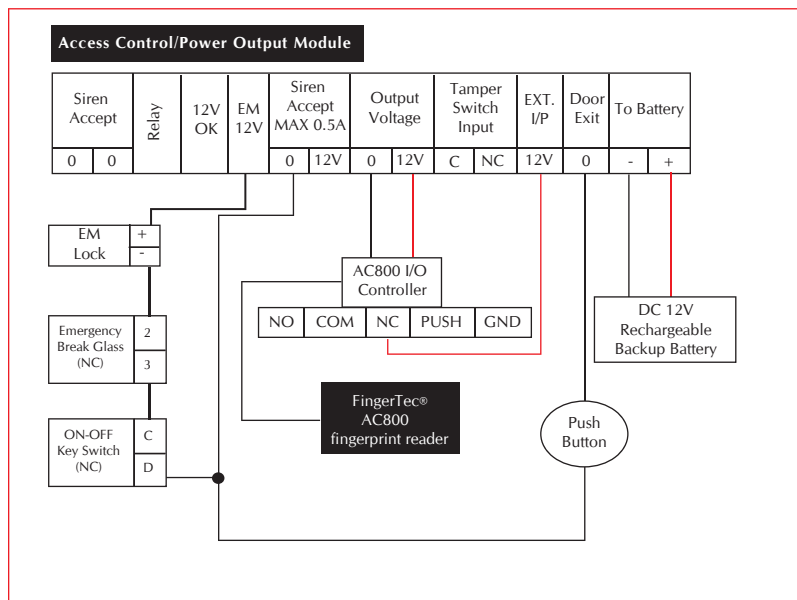 Access Control/Power Output Module
Siren
Accept
Relay
12V
OK
EM
12V
Siren
Accept
MAX 0.5A
Output
Voltage
Tamper
Switch
Input
EXT.
I/P
Door
Exit
To Battery
0 0 0 12V 0 12V C NC 12V 0 - +
EM
Lock
+
-
AC800 I/O
Controller
NO COM NC PUSH GND
DC 12V
Rechargeable
Backup Battery
Emergency
Break Glass
(NC)
2
3
FingerTec®
AC800
fingerprint reader
Push
Button
ON-OFF
Key Switch
(NC)
C
D